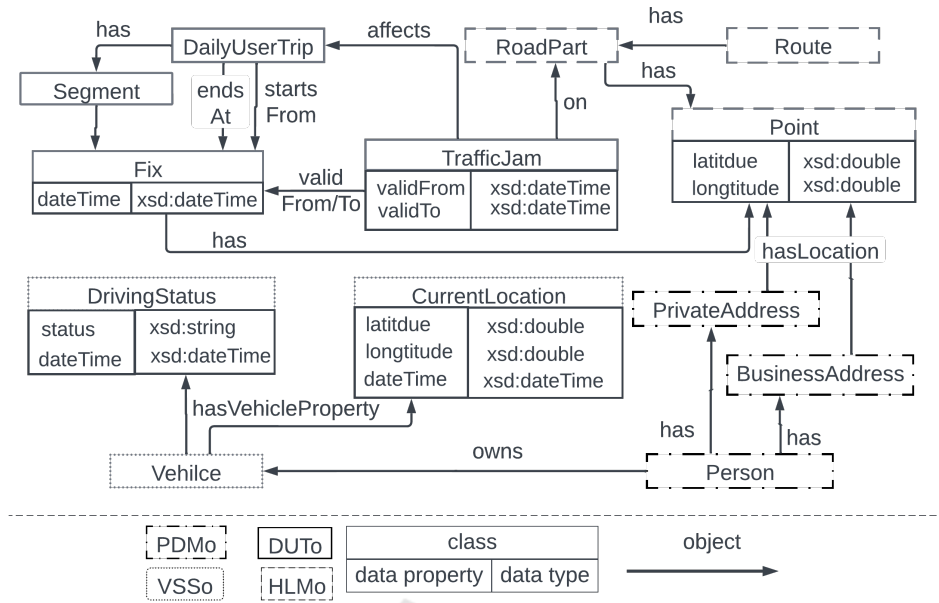 has
DailyUserTrip
affects
RoadPart
has
Route
Segment
ends
At
starts
From
has
on
Point
latitdue
xsd:double
longtitude
xsd:double
Fix
dateTime
xsd:dateTime
valid
From/To
TrafficJam
validFrom
xsd:dateTime
validTo
xsd:dateTime
has
hasLocation
DrivingStatus
status
xsd:string
dateTime
xsd:dateTime
CurrentLocation
latitdue
xsd:double
longtitude
xsd:double
dateTime
xsd:dateTime
PrivateAddress
BusinessAddress
hasVehicleProperty
has
has
Vehilce
owns
Person
PDMo
DUTo
class
object
VSSo
HLMo
data property
data type